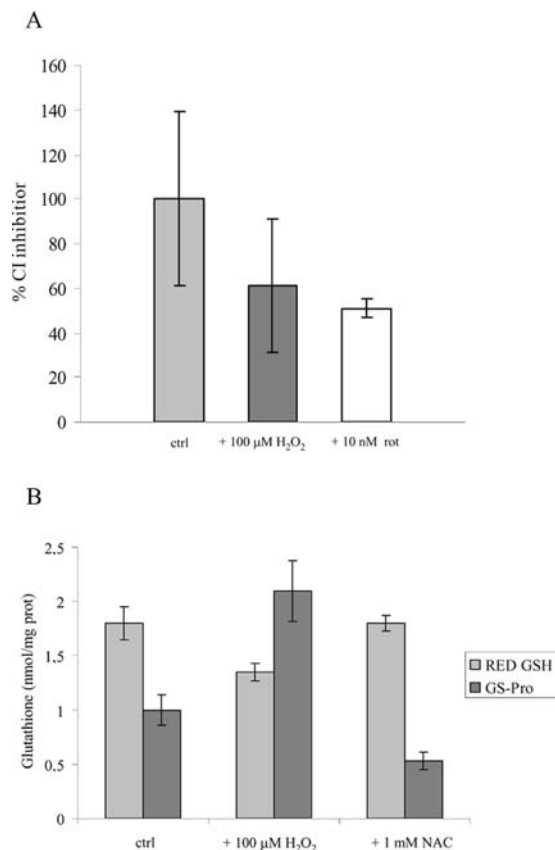 A
160
140
120
100
80
60
40
20
0
% CI inhibitior
ctrl
+ 100 µM H₂O₂
+ 10 nM rot
B
2.5
2
1.5
1
0.5
0
Glutathione (nmol/mg prot)
RED GSH
GS-Pro
ctrl
+ 100 µM H₂O₂
+ 1 mM NAC